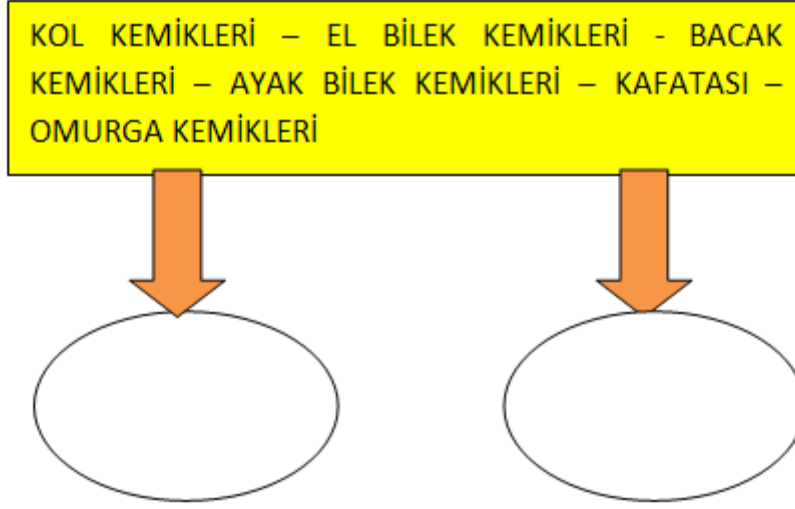 KOL KEMİKLERİ – EL BİLEK KEMİKLERİ - BACAK
KEMİKLERİ – AYAK BİLEK KEMİKLERİ – KAFATASI –
OMURGA KEMİKLERİ